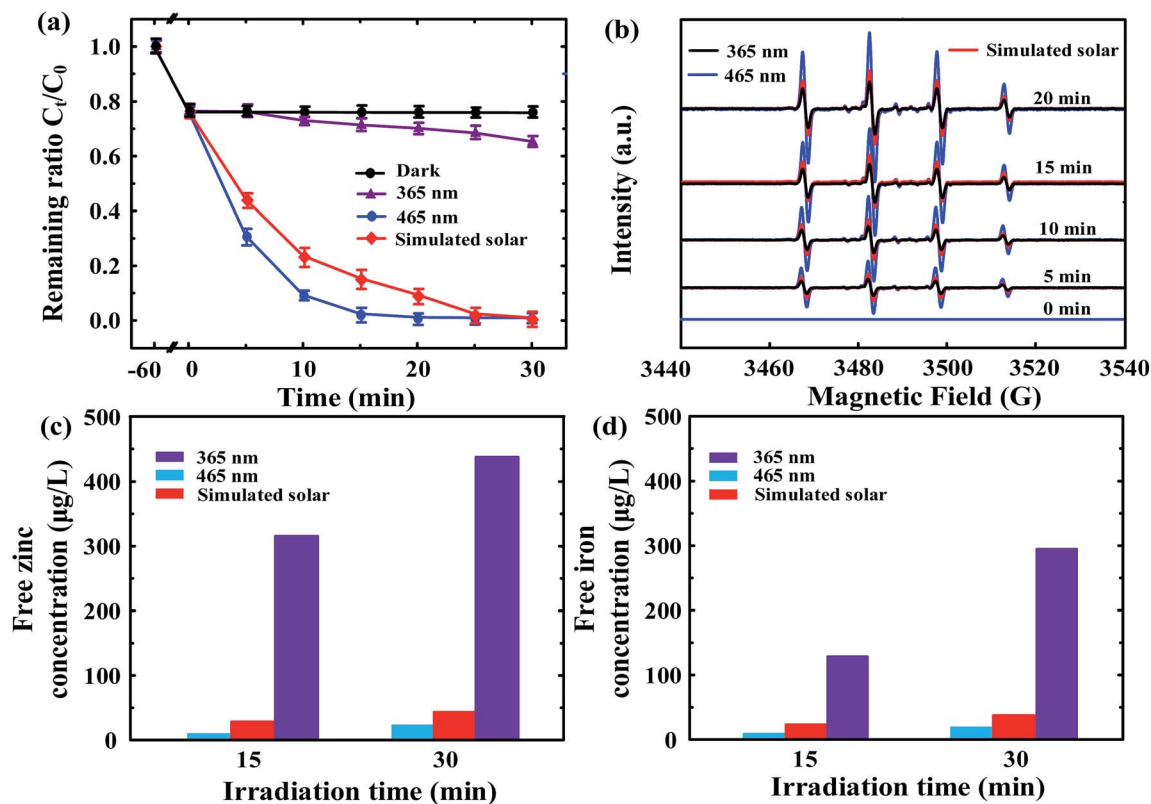 (a)
Remaining ratio Cₜ/C₀
1.0
0.8
0.6
0.4
0.2
0.0
Dark
365 nm
465 nm
Simulated solar
-60 0 10 20 30
Time (min)
(b)
Intensity (a.u.)
365 nm
465 nm
Simulated solar
20 min
15 min
10 min
5 min
0 min
3440 3460 3480 3500 3520 3540
Magnetic Field (G)
(c)
Free zinc
concentration (µg/L)
500
400
300
200
100
0
365 nm
465 nm
Simulated solar
15 30
Irradiation time (min)
(d)
Free iron
concentration (µg/L)
500
400
300
200
100
0
365 nm
465 nm
Simulated solar
15 30
Irradiation time (min)